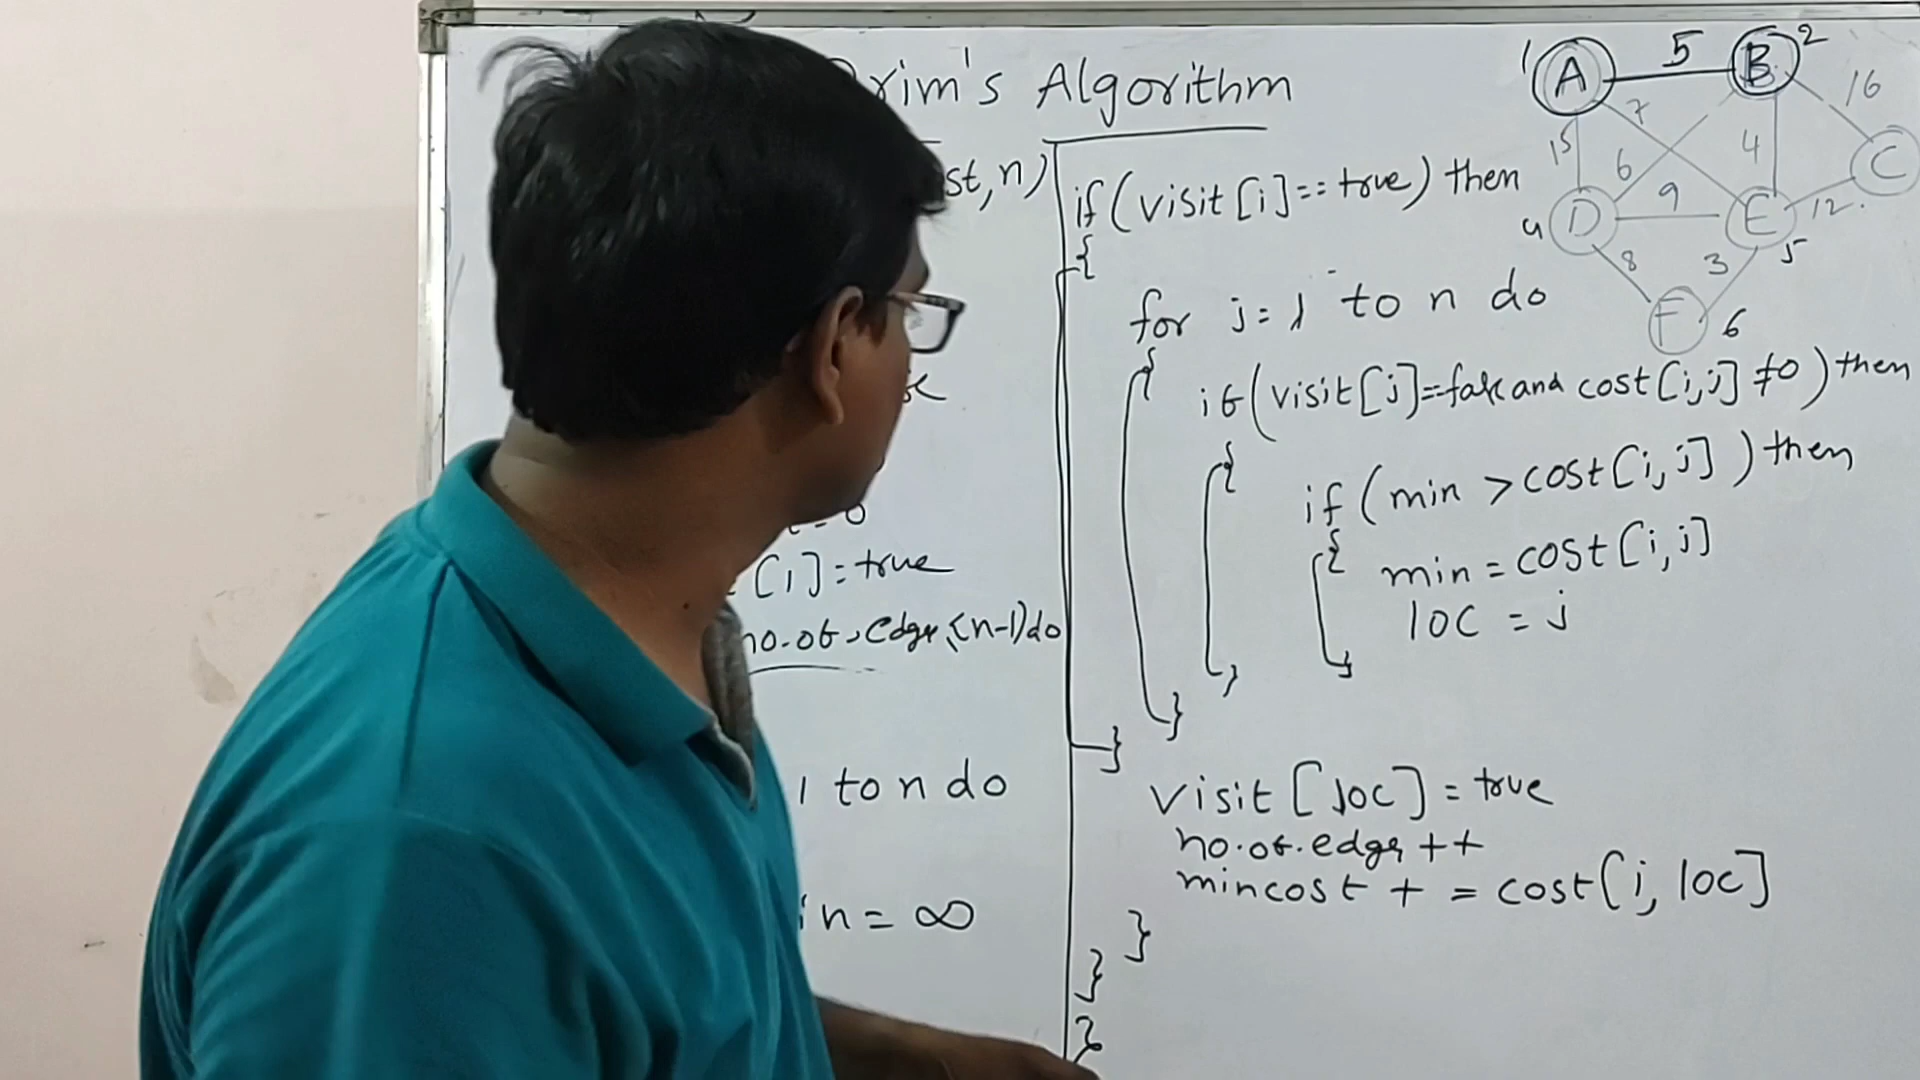 Prim's Algorithm
st, n)
[1] = true
no.of.edge<(n-1) do
1 to n do
in = ∞
if (visit [i] == true) then
{
for j = 1 to n do
{
if (visit [j] = false and cost [i, j] ≠ 0) then
{
if (min > cost [i, j]) then
{
min = cost [i, j]
loc = j
}
}
}
}
visit [loc] = true
no.of.edge ++
mincost + = cost [i, loc]
}
}
}
1 A 5 B 2
7 16
15 6 4 C
4 D 9 E 12
8 3 5
F 6